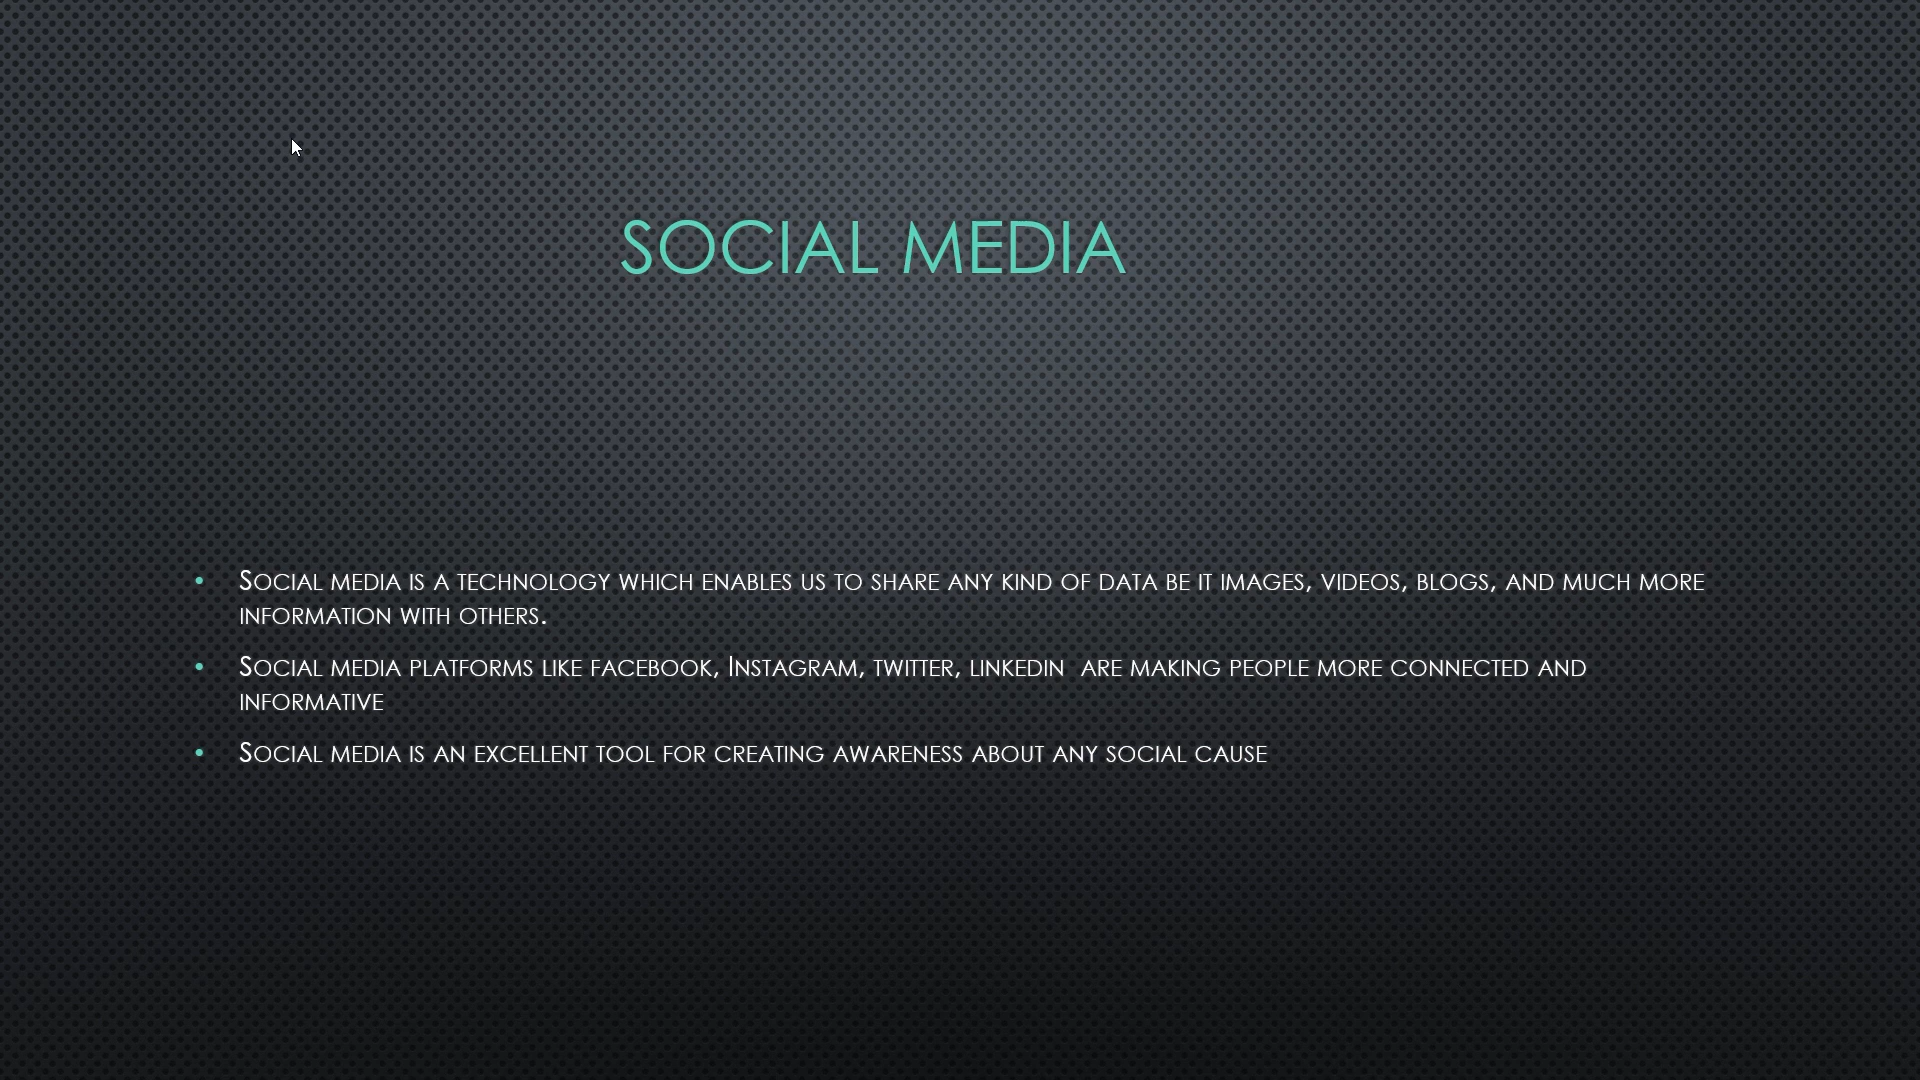 SOCIAL MEDIA
• Social media is a technology which enables us to share any kind of data be it images, videos, blogs, and much more
information with others.
• Social media platforms like facebook, Instagram, twitter, linkedin  are making people more connected and
informative
• Social media is an excellent tool for creating awareness about any social cause